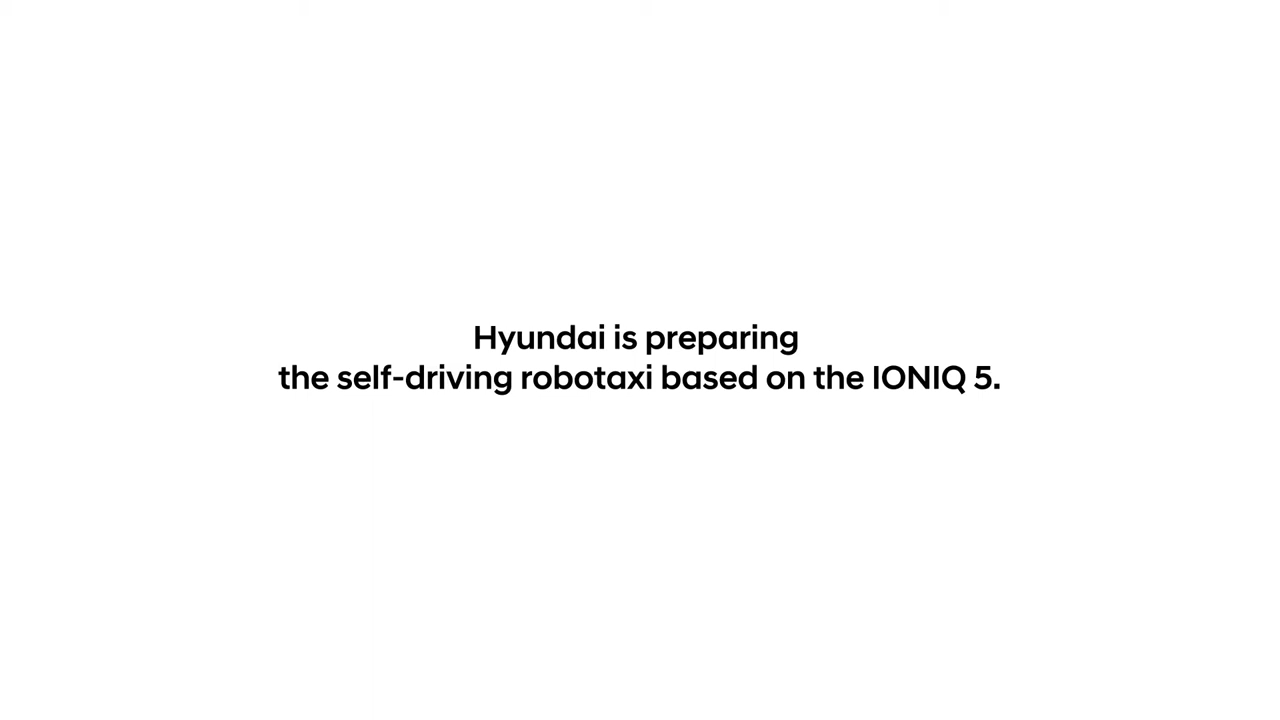 Hyundai is preparing
the self-driving robotaxi based on the IONIQ 5.